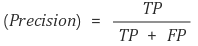 (Precision) = TP / TP + FP